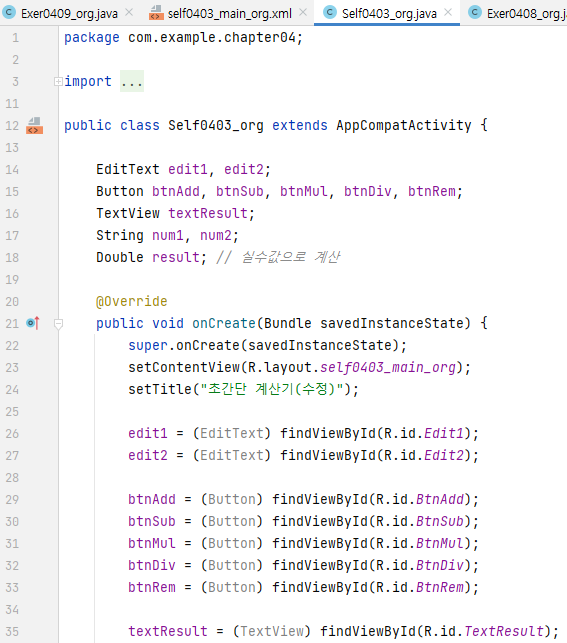 Exer0409_org.java self0403_main_org.xml Self0403_org.java Exer0408_org.j
1 package com.example.chapter04;
2
3 import ...
11
12 public class Self0403_org extends AppCompatActivity {
13
14 EditText edit1, edit2;
15 Button btnAdd, btnSub, btnMul, btnDiv, btnRem;
16 TextView textResult;
17 String num1, num2;
18 Double result; // 실수값으로 계산
19
20 @Override
21 public void onCreate(Bundle savedInstanceState) {
22 super.onCreate(savedInstanceState);
23 setContentView(R.layout.self0403_main_org);
24 setTitle("초간단 계산기(수정)");
25
26 edit1 = (EditText) findViewById(R.id.Edit1);
27 edit2 = (EditText) findViewById(R.id.Edit2);
28
29 btnAdd = (Button) findViewById(R.id.BtnAdd);
30 btnSub = (Button) findViewById(R.id.BtnSub);
31 btnMul = (Button) findViewById(R.id.BtnMul);
32 btnDiv = (Button) findViewById(R.id.BtnDiv);
33 btnRem = (Button) findViewById(R.id.BtnRem);
34
35 textResult = (TextView) findViewById(R.id.TextResult);